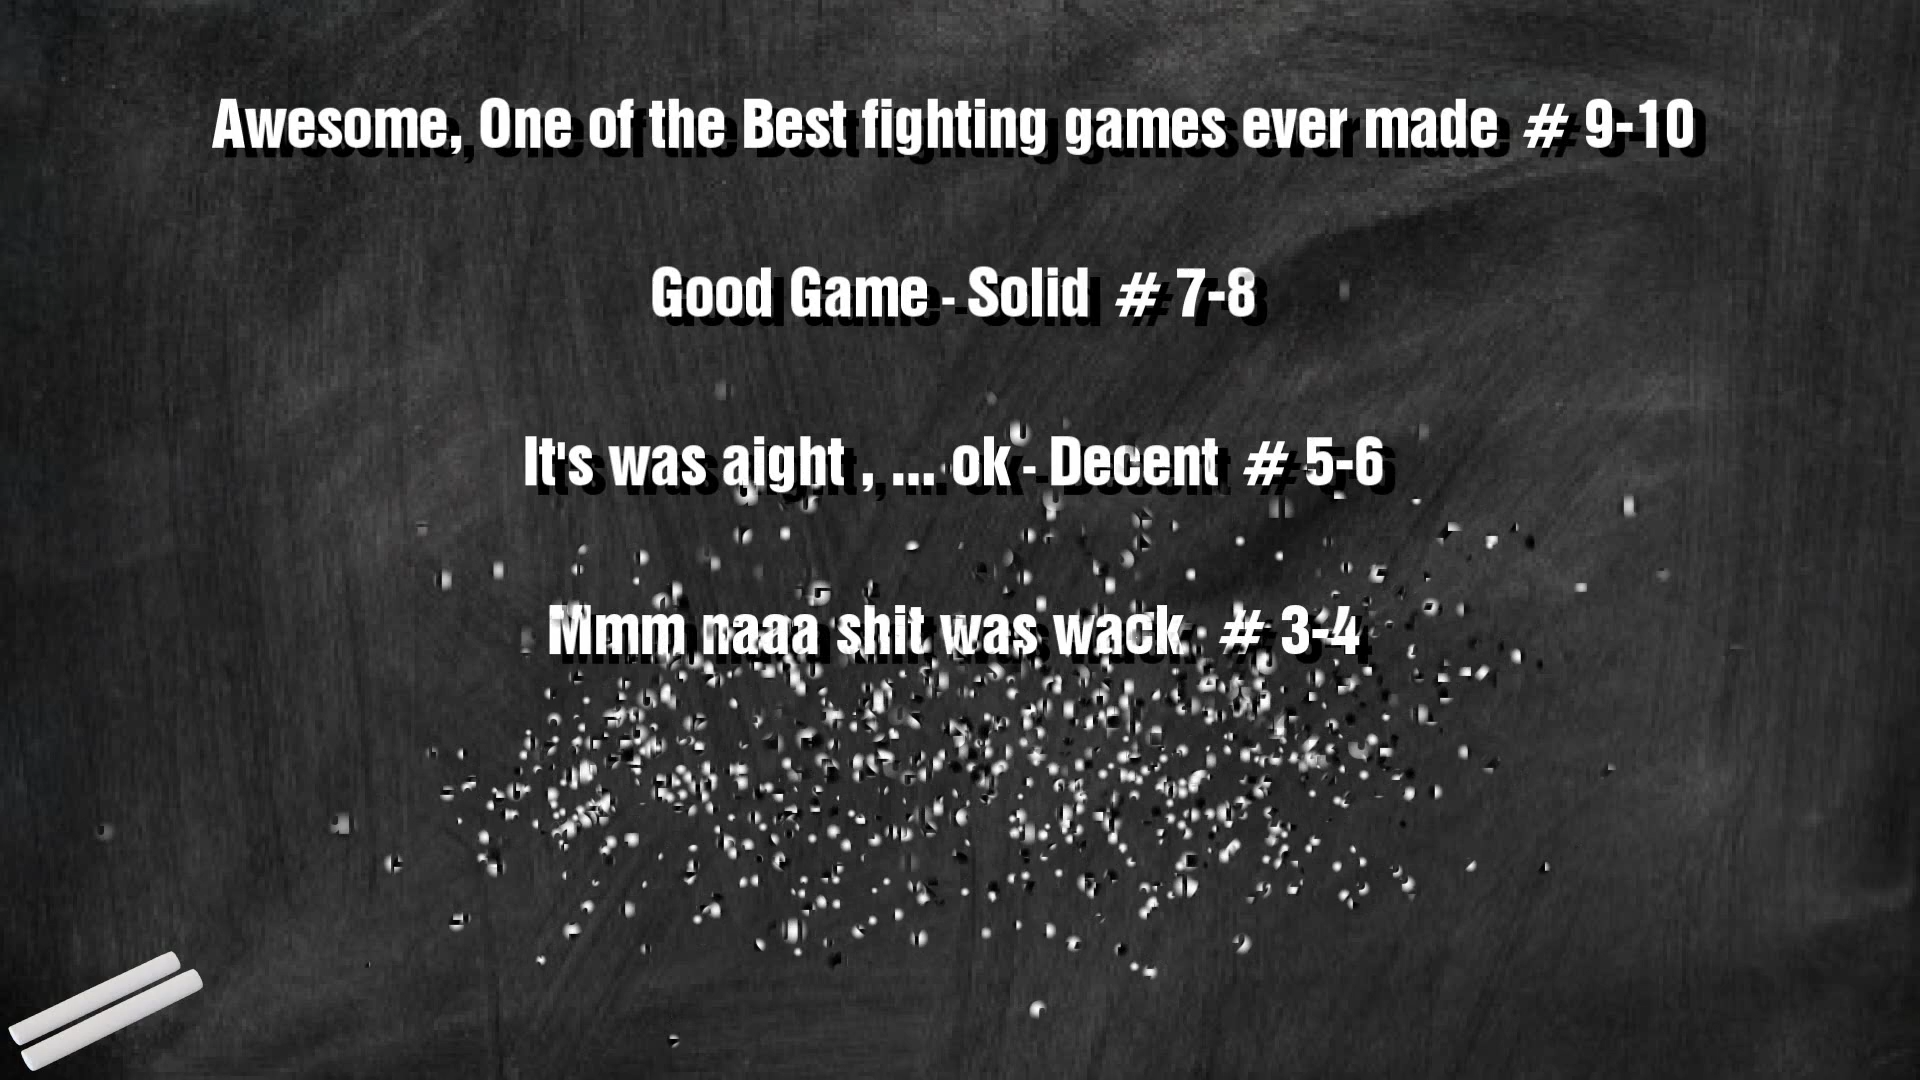 Awesome, One of the Best fighting games ever made # 9-10
Good Game - Solid # 7-8
It's was aight , ... ok - Decent # 5-6
Mmm naaa shit was wack # 3-4